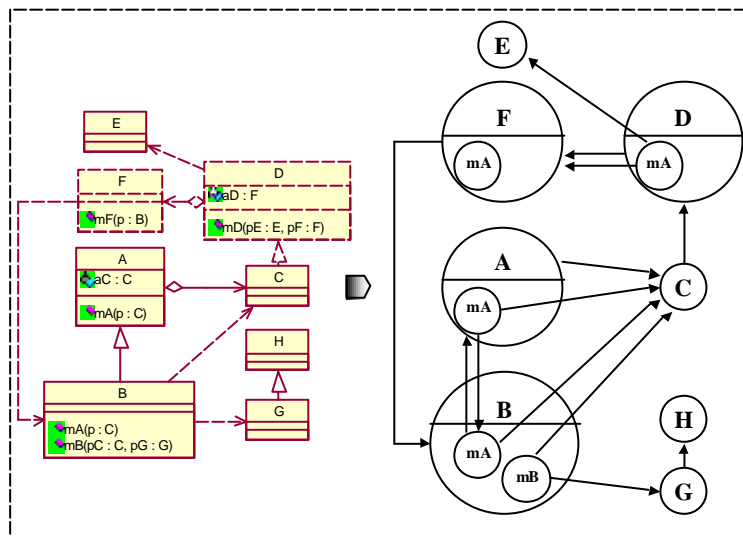 E
F
mF(p : B)
D
aD : F
mD(pE : E, pF : F)
A
aC : C
mA(p : C)
C
H
B
mA(p : C)
mB(pC : C, pG : G)
G
E
F
mA
D
mA
A
mA
C
B
mA
mB
H
G